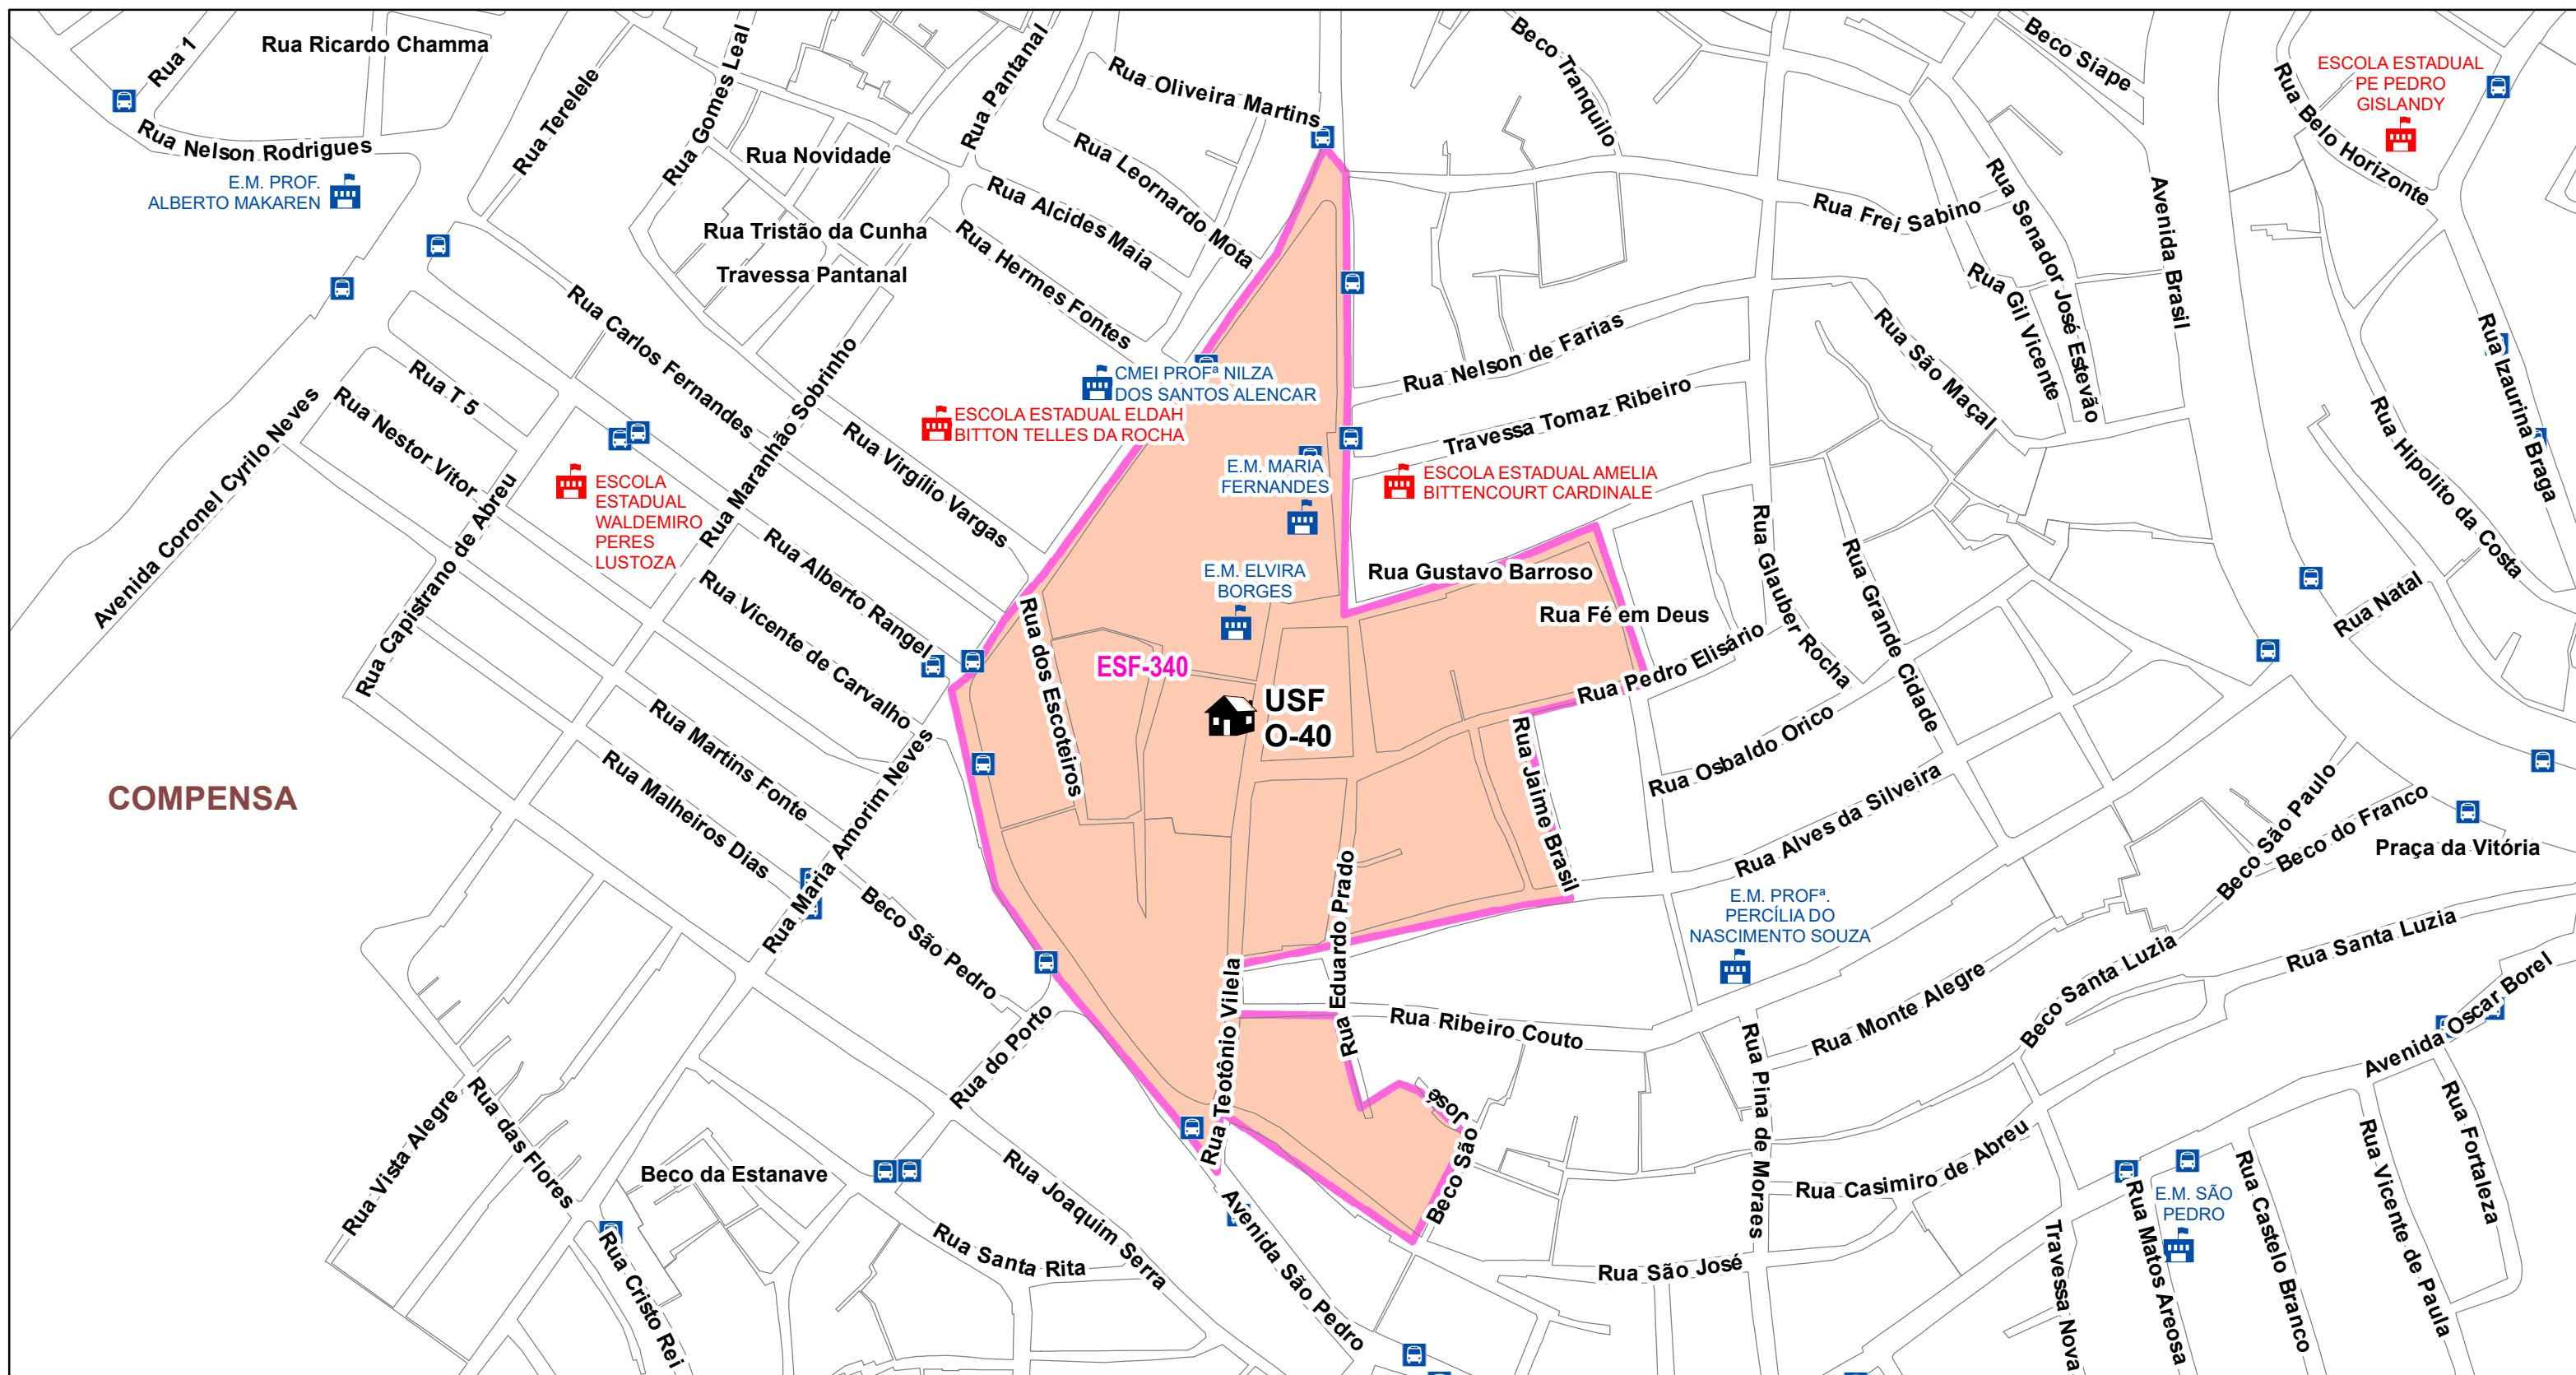 Rua Ricardo Chamma
Rua 1
Rua Nelson Rodrigues
E.M. PROF.
ALBERTO MAKAREN
Rua Terelele
Rua Gomes Leal
Rua Novidade
Rua Pantanal
Rua Tristão da Cunha
Travessa Pantanal
Rua Oliveira Martins
Rua Leornardo Mota
Rua Alcides Maia
Rua Hermes Fontes
Beco Tranquilo
Beco Siape
ESCOLA ESTADUAL
PE PEDRO
GISLANDY
Rua Belo Horizonte
Rua Frei Sabino
Rua Senador José Estevão
Avenida Brasil
Rua Gil Vicente
Rua São Maçal
Rua Izaurina Braga
Rua Hipolito da Costa
Rua Natal
Rua Nelson de Farias
Travessa Tomaz Ribeiro
ESCOLA ESTADUAL AMELIA
BITTENCOURT CARDINALE
CMEI PROFª NILZA
DOS SANTOS ALENCAR
ESCOLA ESTADUAL ELDAH
BITTON TELLES DA ROCHA
E.M. MARIA
FERNANDES
E.M. ELVIRA
BORGES
Rua Carlos Fernandes
Rua Maranhão Sobrinho
Rua Virgílio Vargas
Rua T 5
Rua Nestor Vitor
Avenida Coronel Cyrilo Neves
Rua Capistrano de Abreu
ESCOLA
ESTADUAL
WALDEMIRO
PERES
LUSTOZA
Rua Alberto Rangel
Rua Vicente de Carvalho
Rua dos Escoteiros
ESF-340
USF
O-40
Rua Gustavo Barroso
Rua Fé em Deus
Rua Pedro Elisário
Rua Glauber Rocha
Rua Grande Cidade
Rua Jaime Brasil
Rua Osbaldo Orico
Rua Alves da Silveira
COMPENSA
Rua Martins Fonte
Rua Malheiros Dias
Rua Maria Amorim Neves
Beco São Pedro
Rua Eduardo Prado
Rua Teotônio Vilela
E.M. PROFª.
PERCÍLIA DO
NASCIMENTO SOUZA
Beco São Paulo
Beco do Franco
Praça da Vitória
Rua Santa Luzia
Beco Santa Luzia
Rua Monte Alegre
Avenida Oscar Borel
Rua Ribeiro Couto
Rua do Porto
Rua Vista Alegre
Rua das Flores
Beco da Estanave
Rua Joaquim Serra
Rua Santa Rita
Rua Cristo Rei
Avenida São Pedro
Beco São José
Rua Pina de Moraes
Rua Casimiro de Abreu
Rua São José
Travessa Nova
Rua Matos Areosa
E.M. SÃO
PEDRO
Rua Castelo Branco
Rua Vicente de Paula
Rua Fortaleza